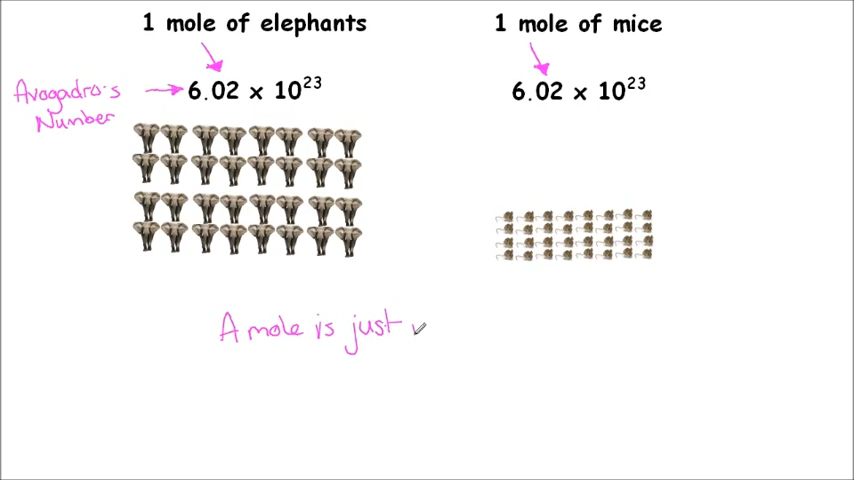 1 mole of elephants
1 mole of mice
Avogadro's
Number
6.02 x 10²³
6.02 x 10²³
A mole is just